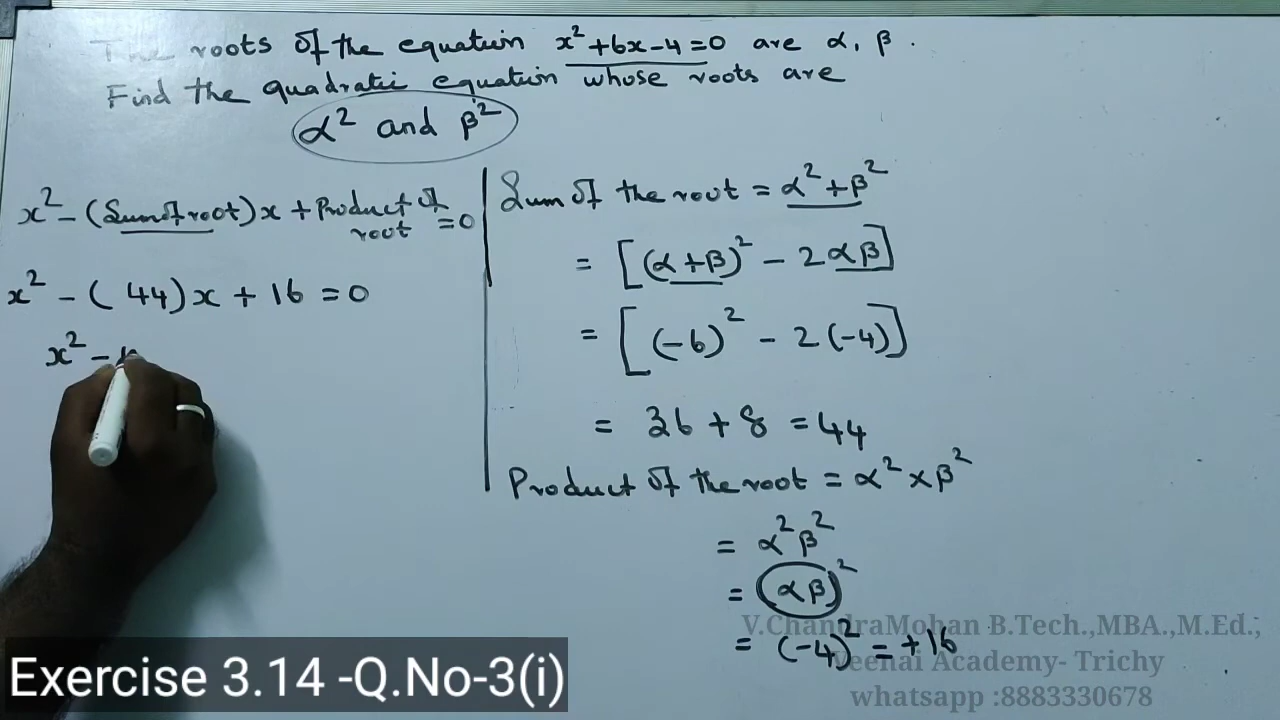 The roots of the equation x² + 6x - 4 = 0 are α, β.
Find the quadratic equation whose roots are
α² and β²
x² - (Sum of root)x + Product of root = 0
x² - (44)x + 16 = 0
x² - 4
Sum of the root = α² + β²
= [(α + β)² - 2αβ]
= [(-6)² - 2(-4)]
= 36 + 8 = 44
Product of the root = α² × β²
= α²β²
= (αβ)²
= (-4)² = +16
V.ChandraMohan B.Tech.,MBA.,M.Ed.,
Veenai Academy- Trichy
whatsapp :8883330678
Exercise 3.14 -Q.No-3(i)